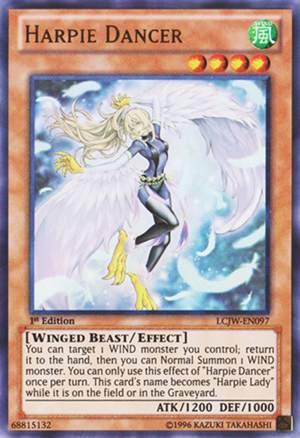 HARPIE DANCER
WIND
風
1st Edition
LCJW-EN097
[WINGED BEAST/EFFECT]
You can target 1 WIND monster you control; return
it to the hand, then you can Normal Summon 1 WIND
monster. You can only use this effect of "Harpie Dancer"
once per turn. This card's name becomes "Harpie Lady"
while it is on the field or in the Graveyard.
ATK/1200 DEF/1000
68815132
©1996 KAZUKI TAKAHASHI